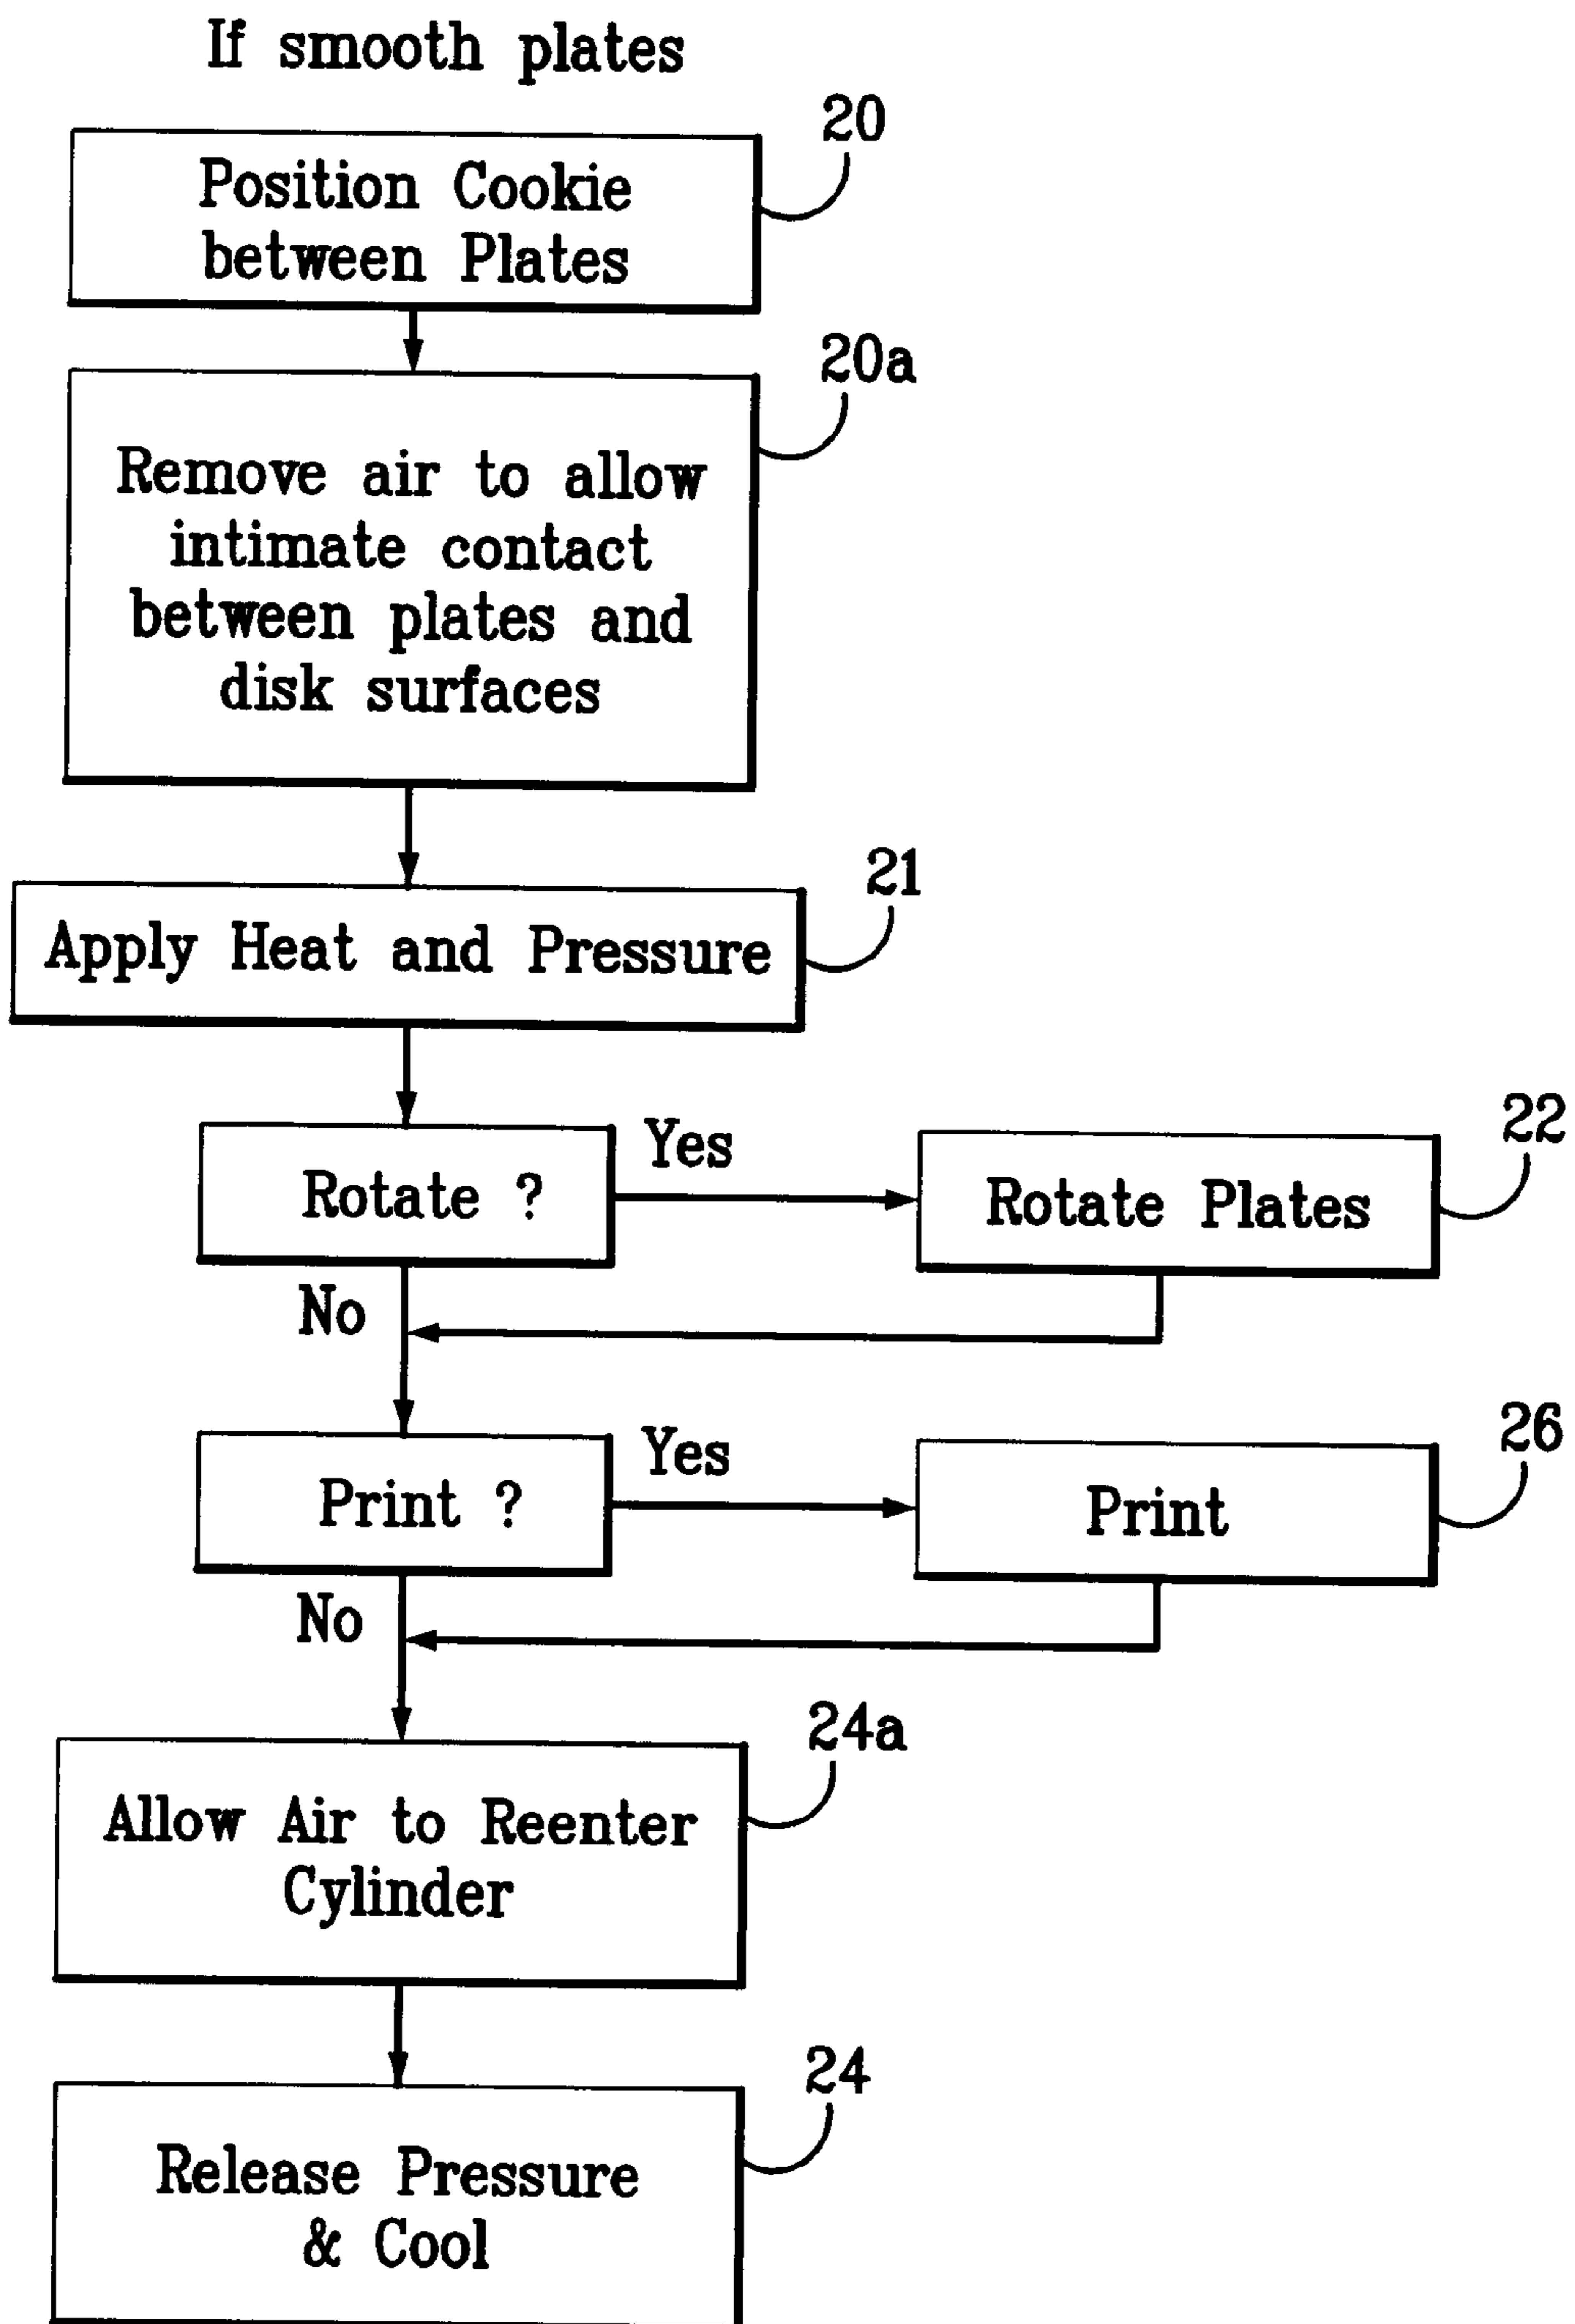 If smooth plates
20
Position Cookie
between Plates
20a
Remove air to allow
intimate contact
between plates and
disk surfaces
21
Apply Heat and Pressure
Rotate ?
Yes
22
Rotate Plates
No
Print ?
Yes
26
Print
No
24a
Allow Air to Reenter
Cylinder
24
Release Pressure
& Cool